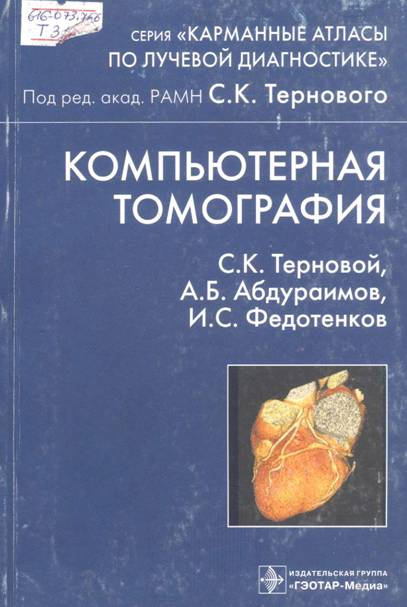 616-073.756
Т 3
СЕРИЯ «КАРМАННЫЕ АТЛАСЫ
ПО ЛУЧЕВОЙ ДИАГНОСТИКЕ»
Под ред. акад. РАМН С.К. Тернового
КОМПЬЮТЕРНАЯ
ТОМОГРАФИЯ
С.К. Терновой,
А.Б. Абдураимов,
И.С. Федотенков
ИЗДАТЕЛЬСКАЯ ГРУППА
«ГЭОТАР-Медиа»